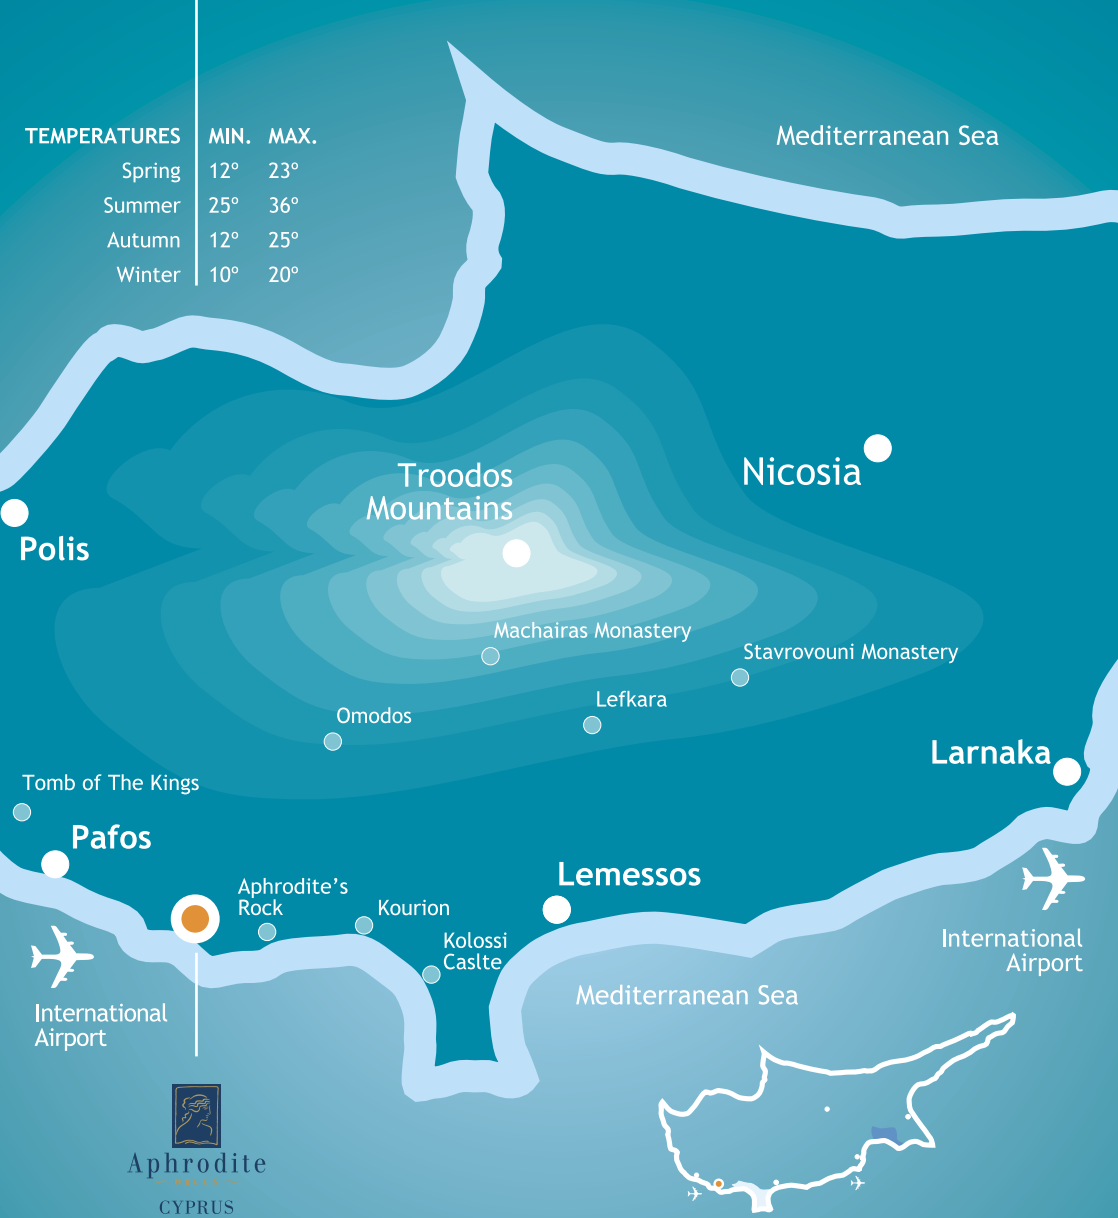 TEMPERATURES MIN. MAX.
Spring 12° 23°
Summer 25° 36°
Autumn 12° 25°
Winter 10° 20°
Mediterranean Sea
Troodos
Mountains
Nicosia
Polis
Machairas Monastery
Stavrovouni Monastery
Lefkara
Omodos
Larnaka
Tomb of The Kings
Pafos
Aphrodite's
Rock
Kourion
Lemessos
Kolossi
Caslte
International
Airport
Mediterranean Sea
International
Airport
Aphrodite
CYPRUS